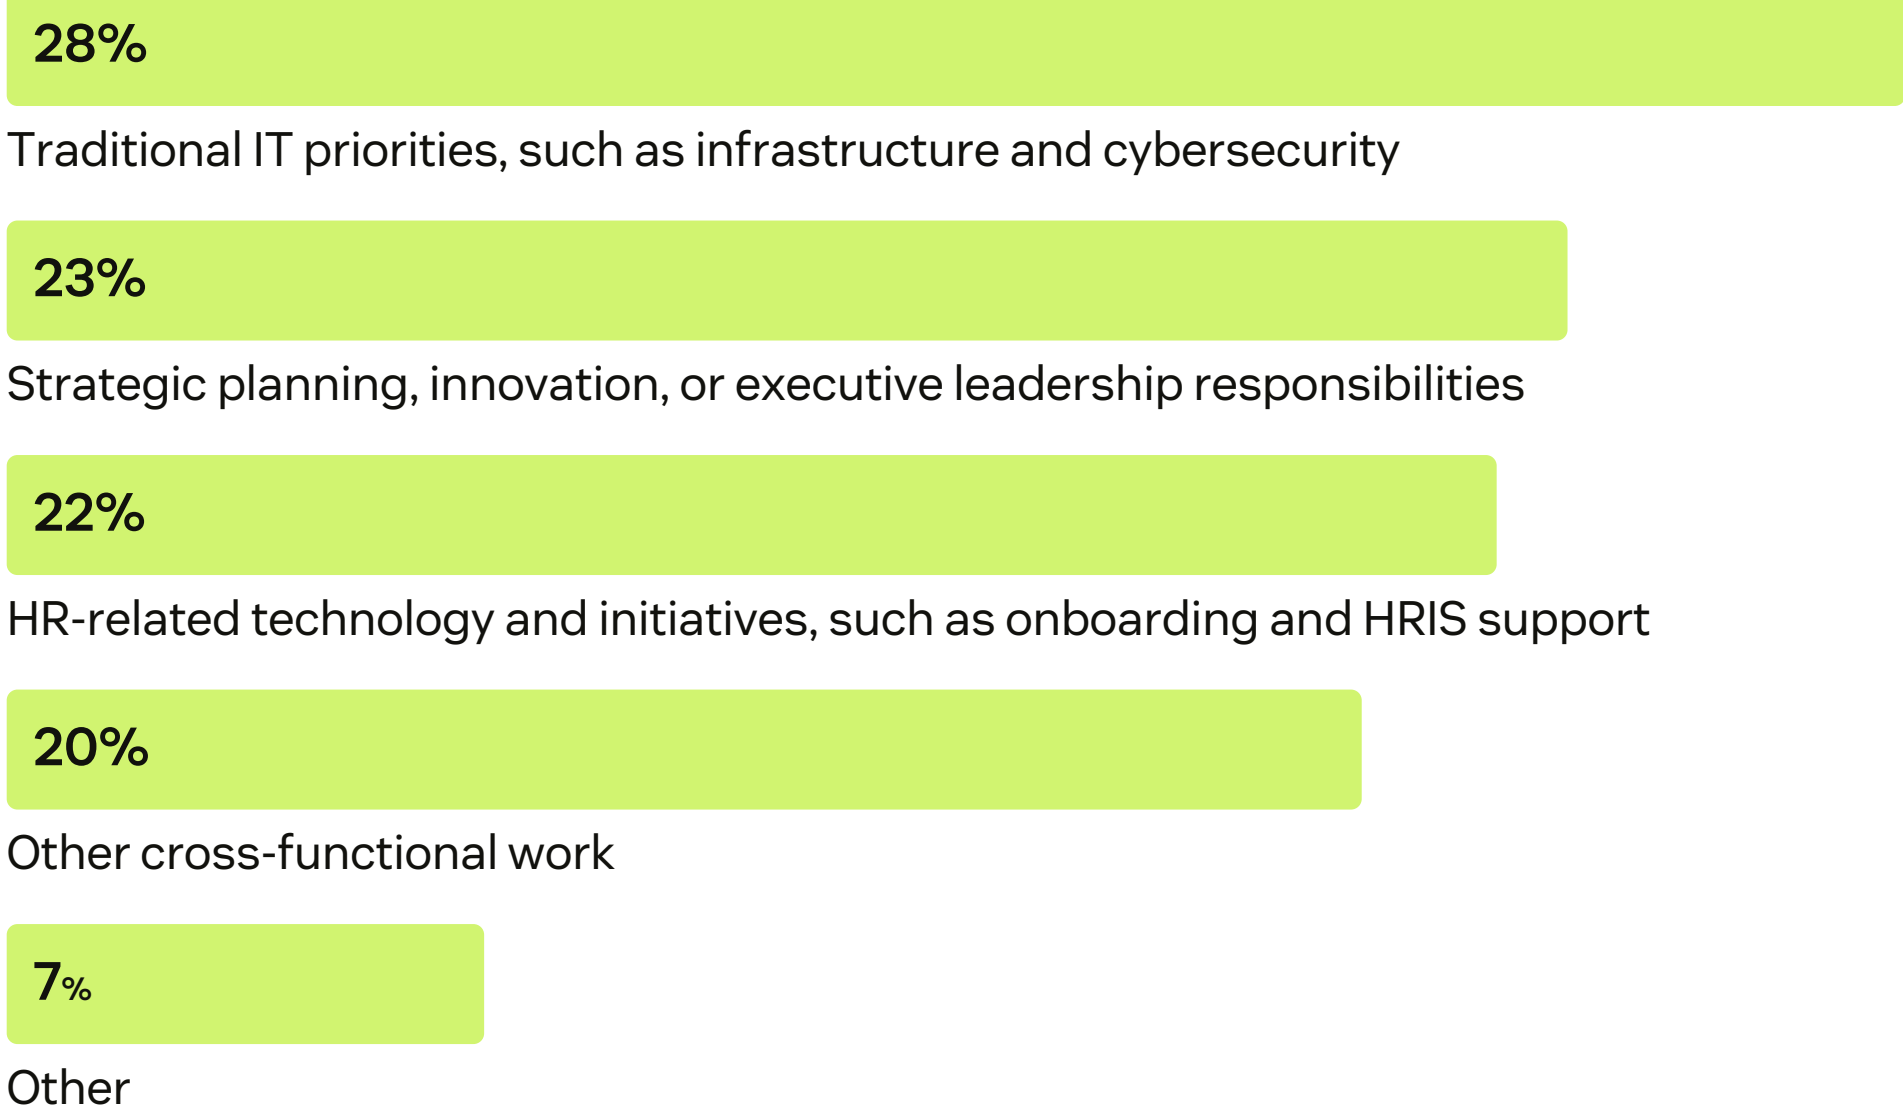 28%
Traditional IT priorities, such as infrastructure and cybersecurity
23%
Strategic planning, innovation, or executive leadership responsibilities
22%
HR-related technology and initiatives, such as onboarding and HRIS support
20%
Other cross-functional work
7%
Other